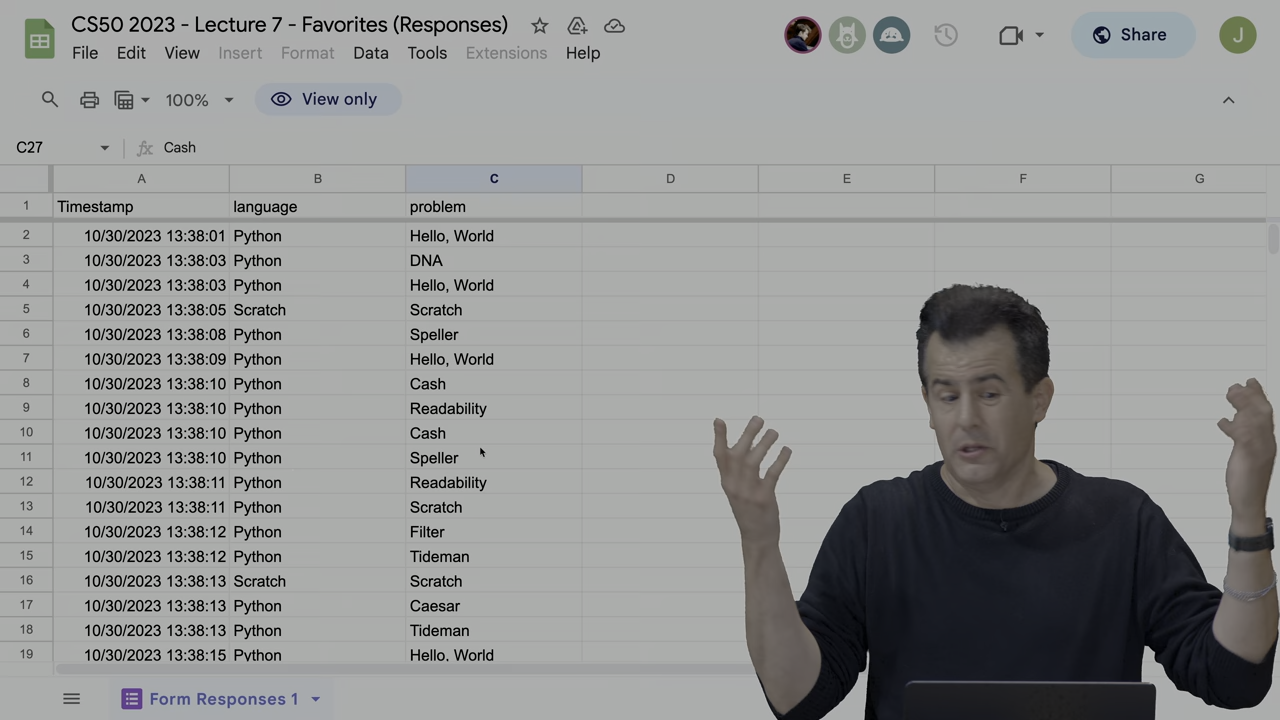 CS50 2023 - Lecture 7 - Favorites (Responses)
File Edit View Insert Format Data Tools Extensions Help
Share J
100% View only
C27 fx Cash
A B C D E F G
1 Timestamp language problem
2 10/30/2023 13:38:01 Python Hello, World
3 10/30/2023 13:38:03 Python DNA
4 10/30/2023 13:38:03 Python Hello, World
5 10/30/2023 13:38:05 Scratch Scratch
6 10/30/2023 13:38:08 Python Speller
7 10/30/2023 13:38:09 Python Hello, World
8 10/30/2023 13:38:10 Python Cash
9 10/30/2023 13:38:10 Python Readability
10 10/30/2023 13:38:10 Python Cash
11 10/30/2023 13:38:10 Python Speller
12 10/30/2023 13:38:11 Python Readability
13 10/30/2023 13:38:11 Python Scratch
14 10/30/2023 13:38:12 Python Filter
15 10/30/2023 13:38:12 Python Tideman
16 10/30/2023 13:38:13 Scratch Scratch
17 10/30/2023 13:38:13 Python Caesar
18 10/30/2023 13:38:13 Python Tideman
19 10/30/2023 13:38:15 Python Hello, World
Form Responses 1